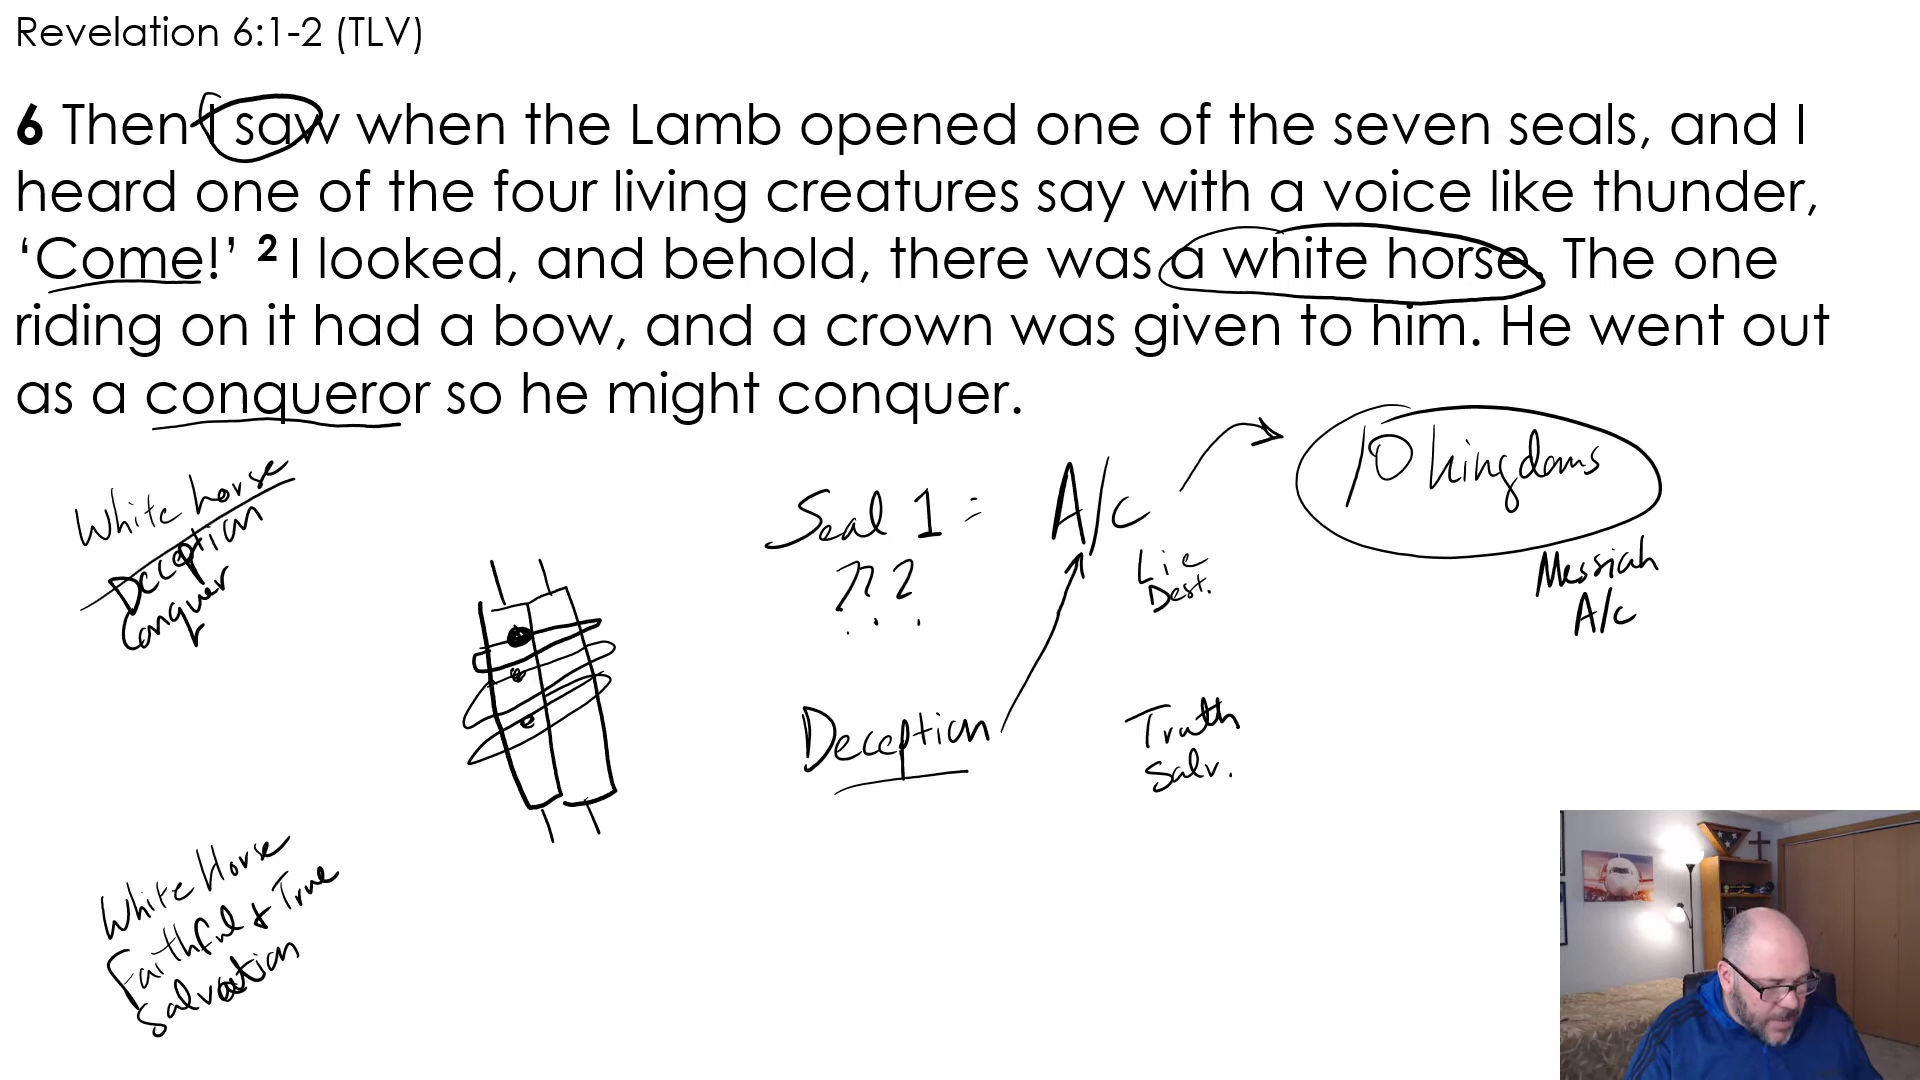 Revelation 6:1-2 (TLV)
6 Then I saw when the Lamb opened one of the seven seals, and I
heard one of the four living creatures say with a voice like thunder,
‘Come!’ 2 I looked, and behold, there was a white horse. The one
riding on it had a bow, and a crown was given to him. He went out
as a conqueror so he might conquer.
White horse
Deception
Conquer
Seal 1 = A/c
???
Lie
Dest.
10 kingdoms
Messiah
A/c
Deception
Truth
Salv.
White Horse
Faithful & True
Salvation